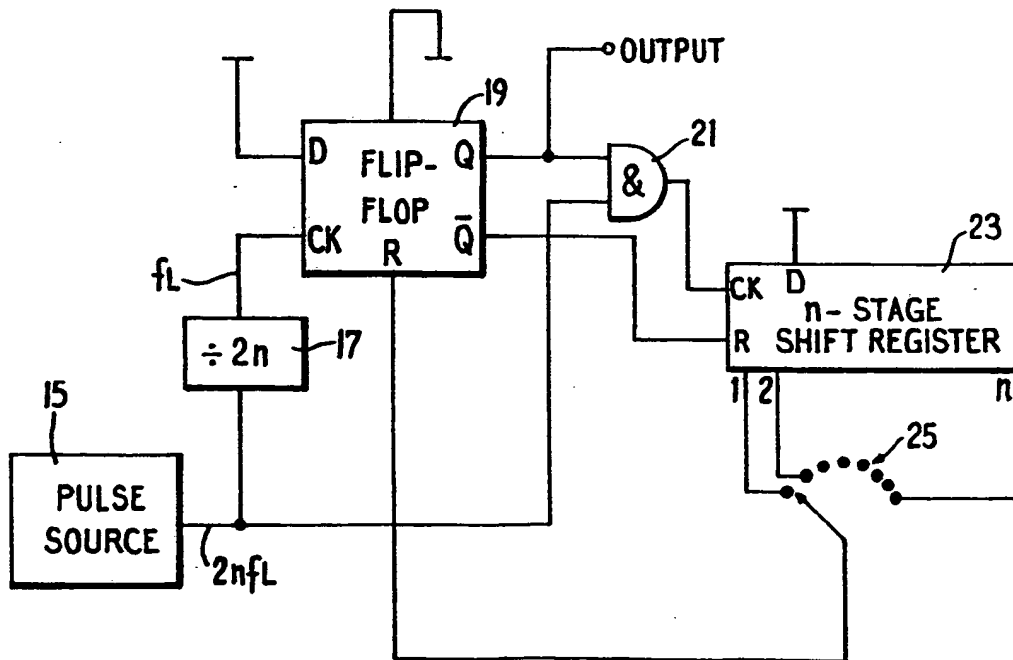 OUTPUT
19
21
D
FLIP-
FLOP
Q
&
CK
R
Q̅
23
fL
CK
D
n-STAGE
SHIFT REGISTER
R
÷2n
17
1
2
n
15
25
PULSE
SOURCE
2nfL